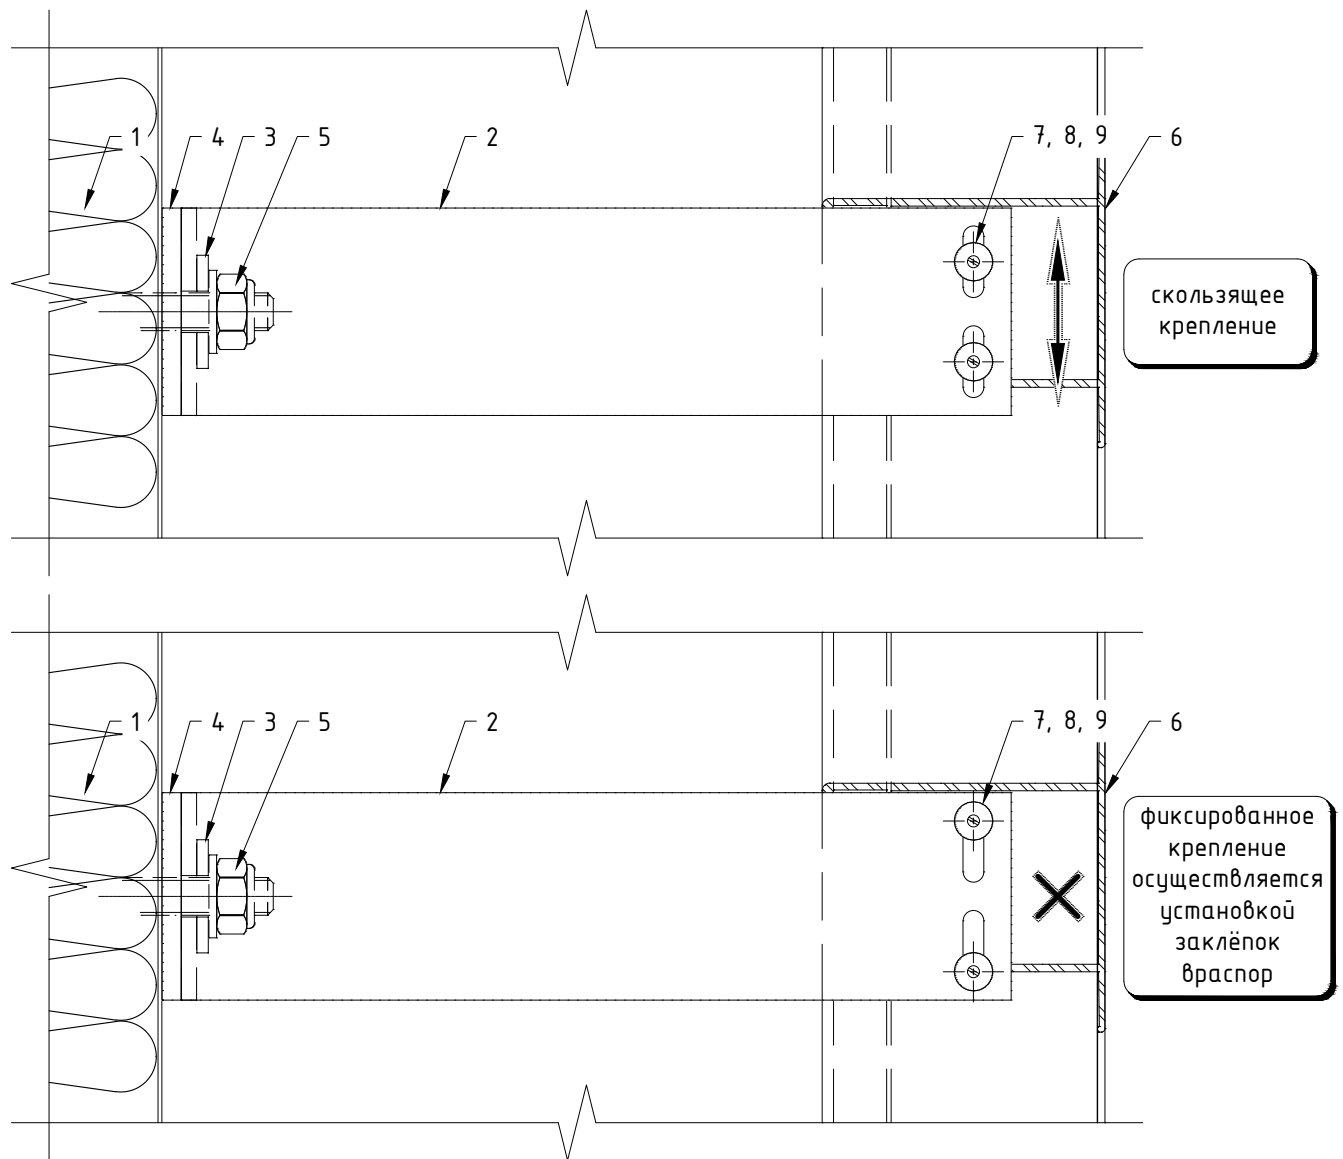 1
4
3
5
2
7, 8, 9
6
скользящее
крепление
1
4
3
5
2
7, 8, 9
6
фиксированное
крепление
осуществляется
установкой
заклёпок
враспор